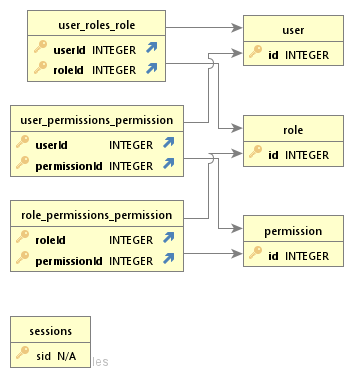 user_roles_role
userId INTEGER
roleId INTEGER
user
id INTEGER
user_permissions_permission
userId INTEGER
permissionId INTEGER
role
id INTEGER
role_permissions_permission
roleId INTEGER
permissionId INTEGER
permission
id INTEGER
sessions
sid N/A
les